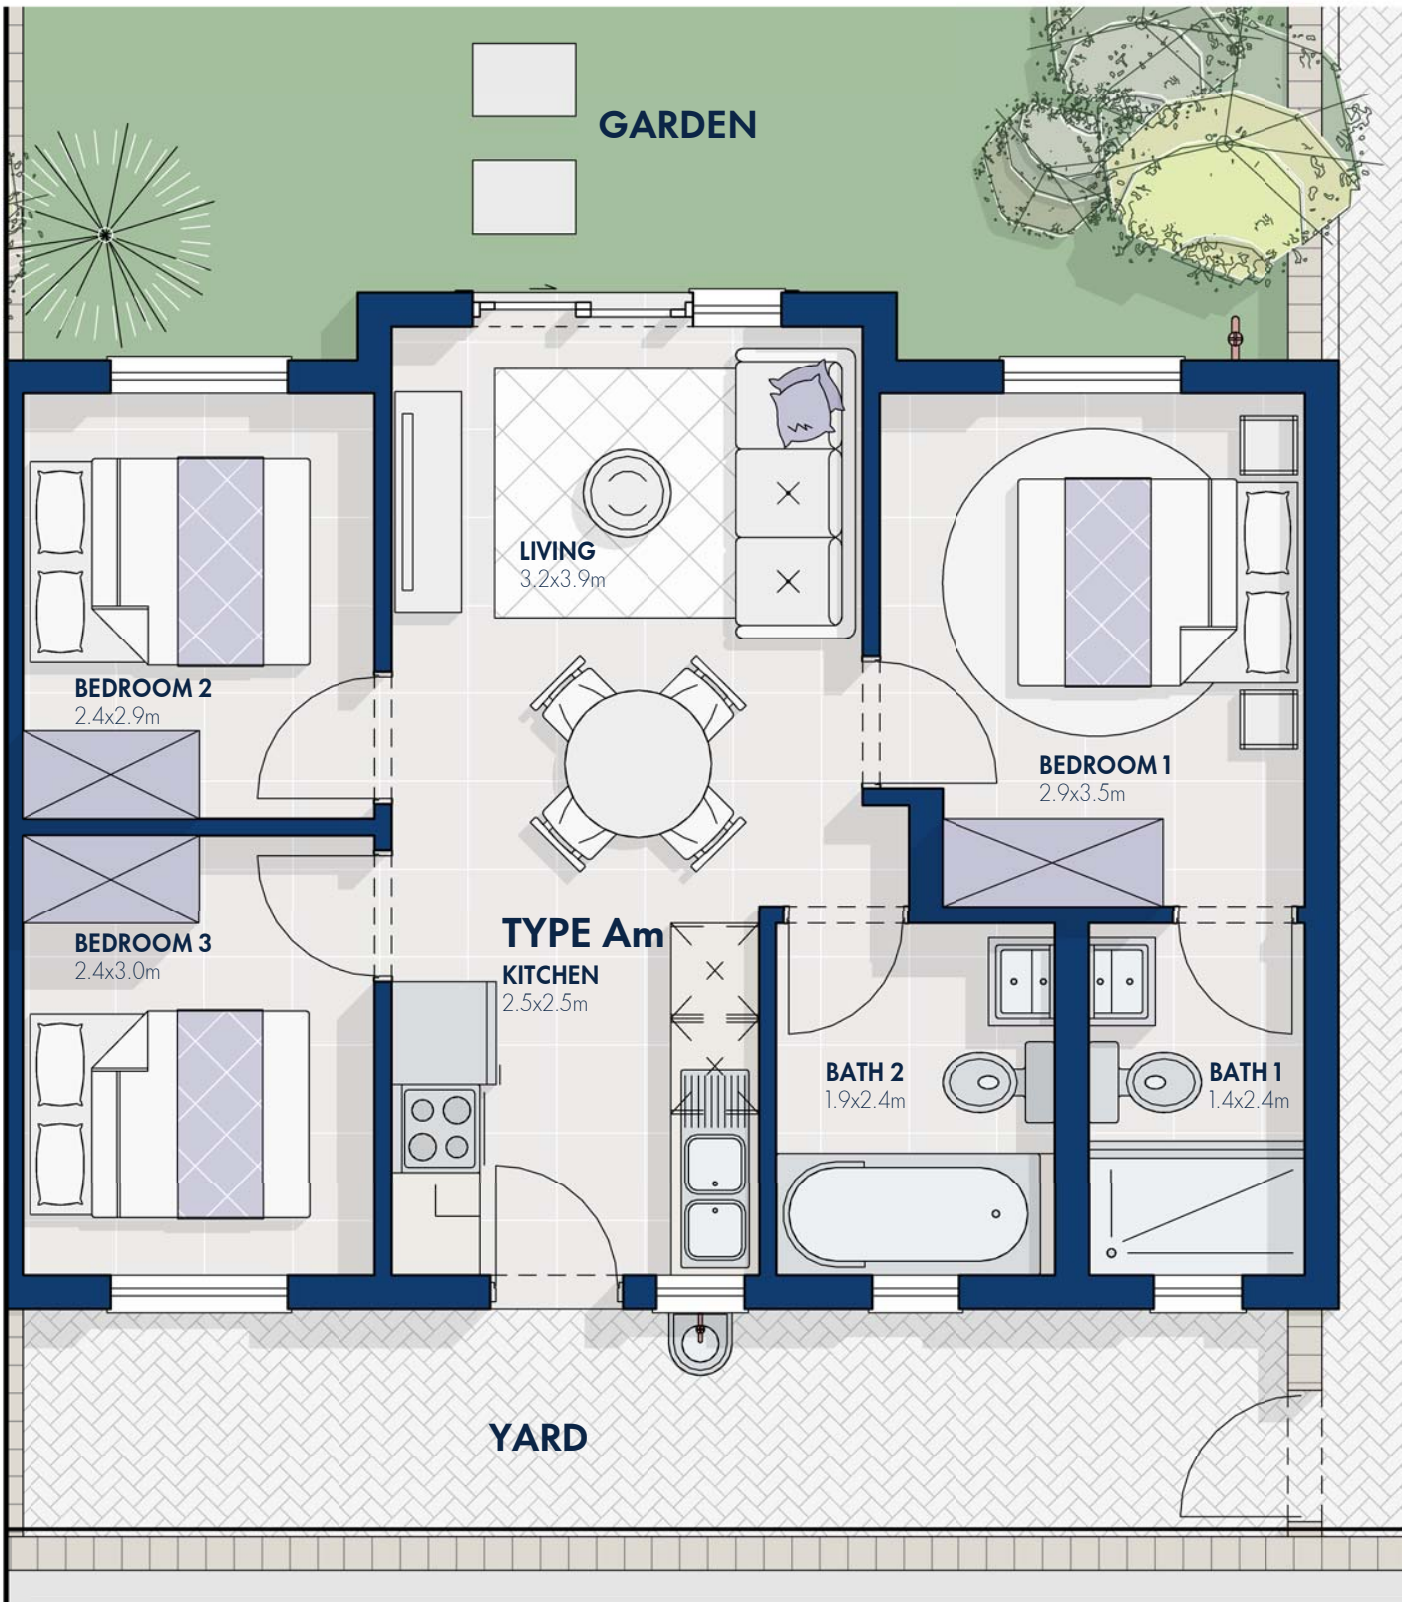 GARDEN
LIVING
3.2x3.9m
BEDROOM 2
2.4x2.9m
BEDROOM 1
2.9x3.5m
TYPE Am
KITCHEN
2.5x2.5m
BEDROOM 3
2.4x3.0m
BATH 2
1.9x2.4m
BATH 1
1.4x2.4m
YARD